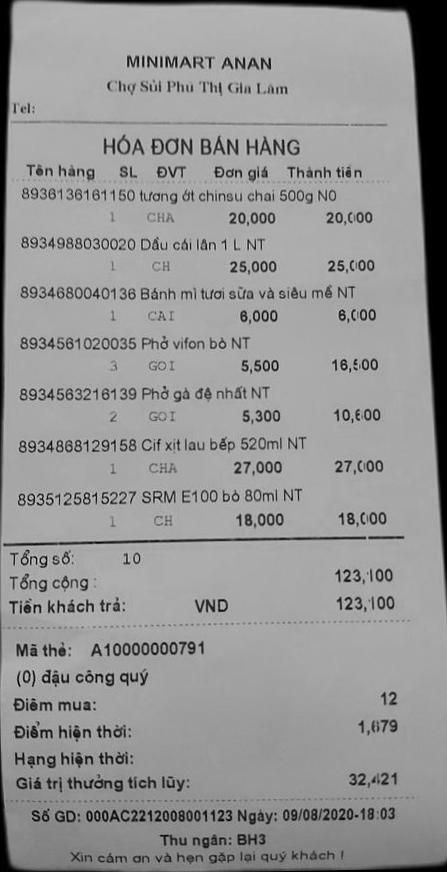 MINIMART ANAN
Chợ Sủi Phú Thị Gia Lâm
Tel:
HÓA ĐƠN BÁN HÀNG
Tên hàng SL ĐVT Đơn giá Thành tiền
8936136161150 tương ớt chinsu chai 500g N0
1 CHA 20,000 20,000
8934988030020 Dầu cái lân 1 L NT
1 CH 25,000 25,000
8934680040136 Bánh mì tươi sữa và siêu mề NT
1 CAI 6,000 6,000
8934561020035 Phở vifon bò NT
3 GOI 5,500 16,500
8934563216139 Phở gà đệ nhất NT
2 GOI 5,300 10,600
8934868129158 Cif xịt lau bếp 520ml NT
1 CHA 27,000 27,000
8935125815227 SRM E100 bò 80ml NT
1 CH 18,000 18,000
Tổng số: 10
Tổng cộng : 123,100
Tiền khách trả: VND 123,100
Mã thẻ: A10000000791
(0) đậu công quý
Điểm mua: 12
Điểm hiện thời: 1,679
Hạng hiện thời:
Giá trị thưởng tích lũy: 32,421
Số GD: 000AC2212008001123 Ngày: 09/08/2020-18:03
Thu ngân: BH3
Xin cám ơn và hẹn gặp lại quý khách !